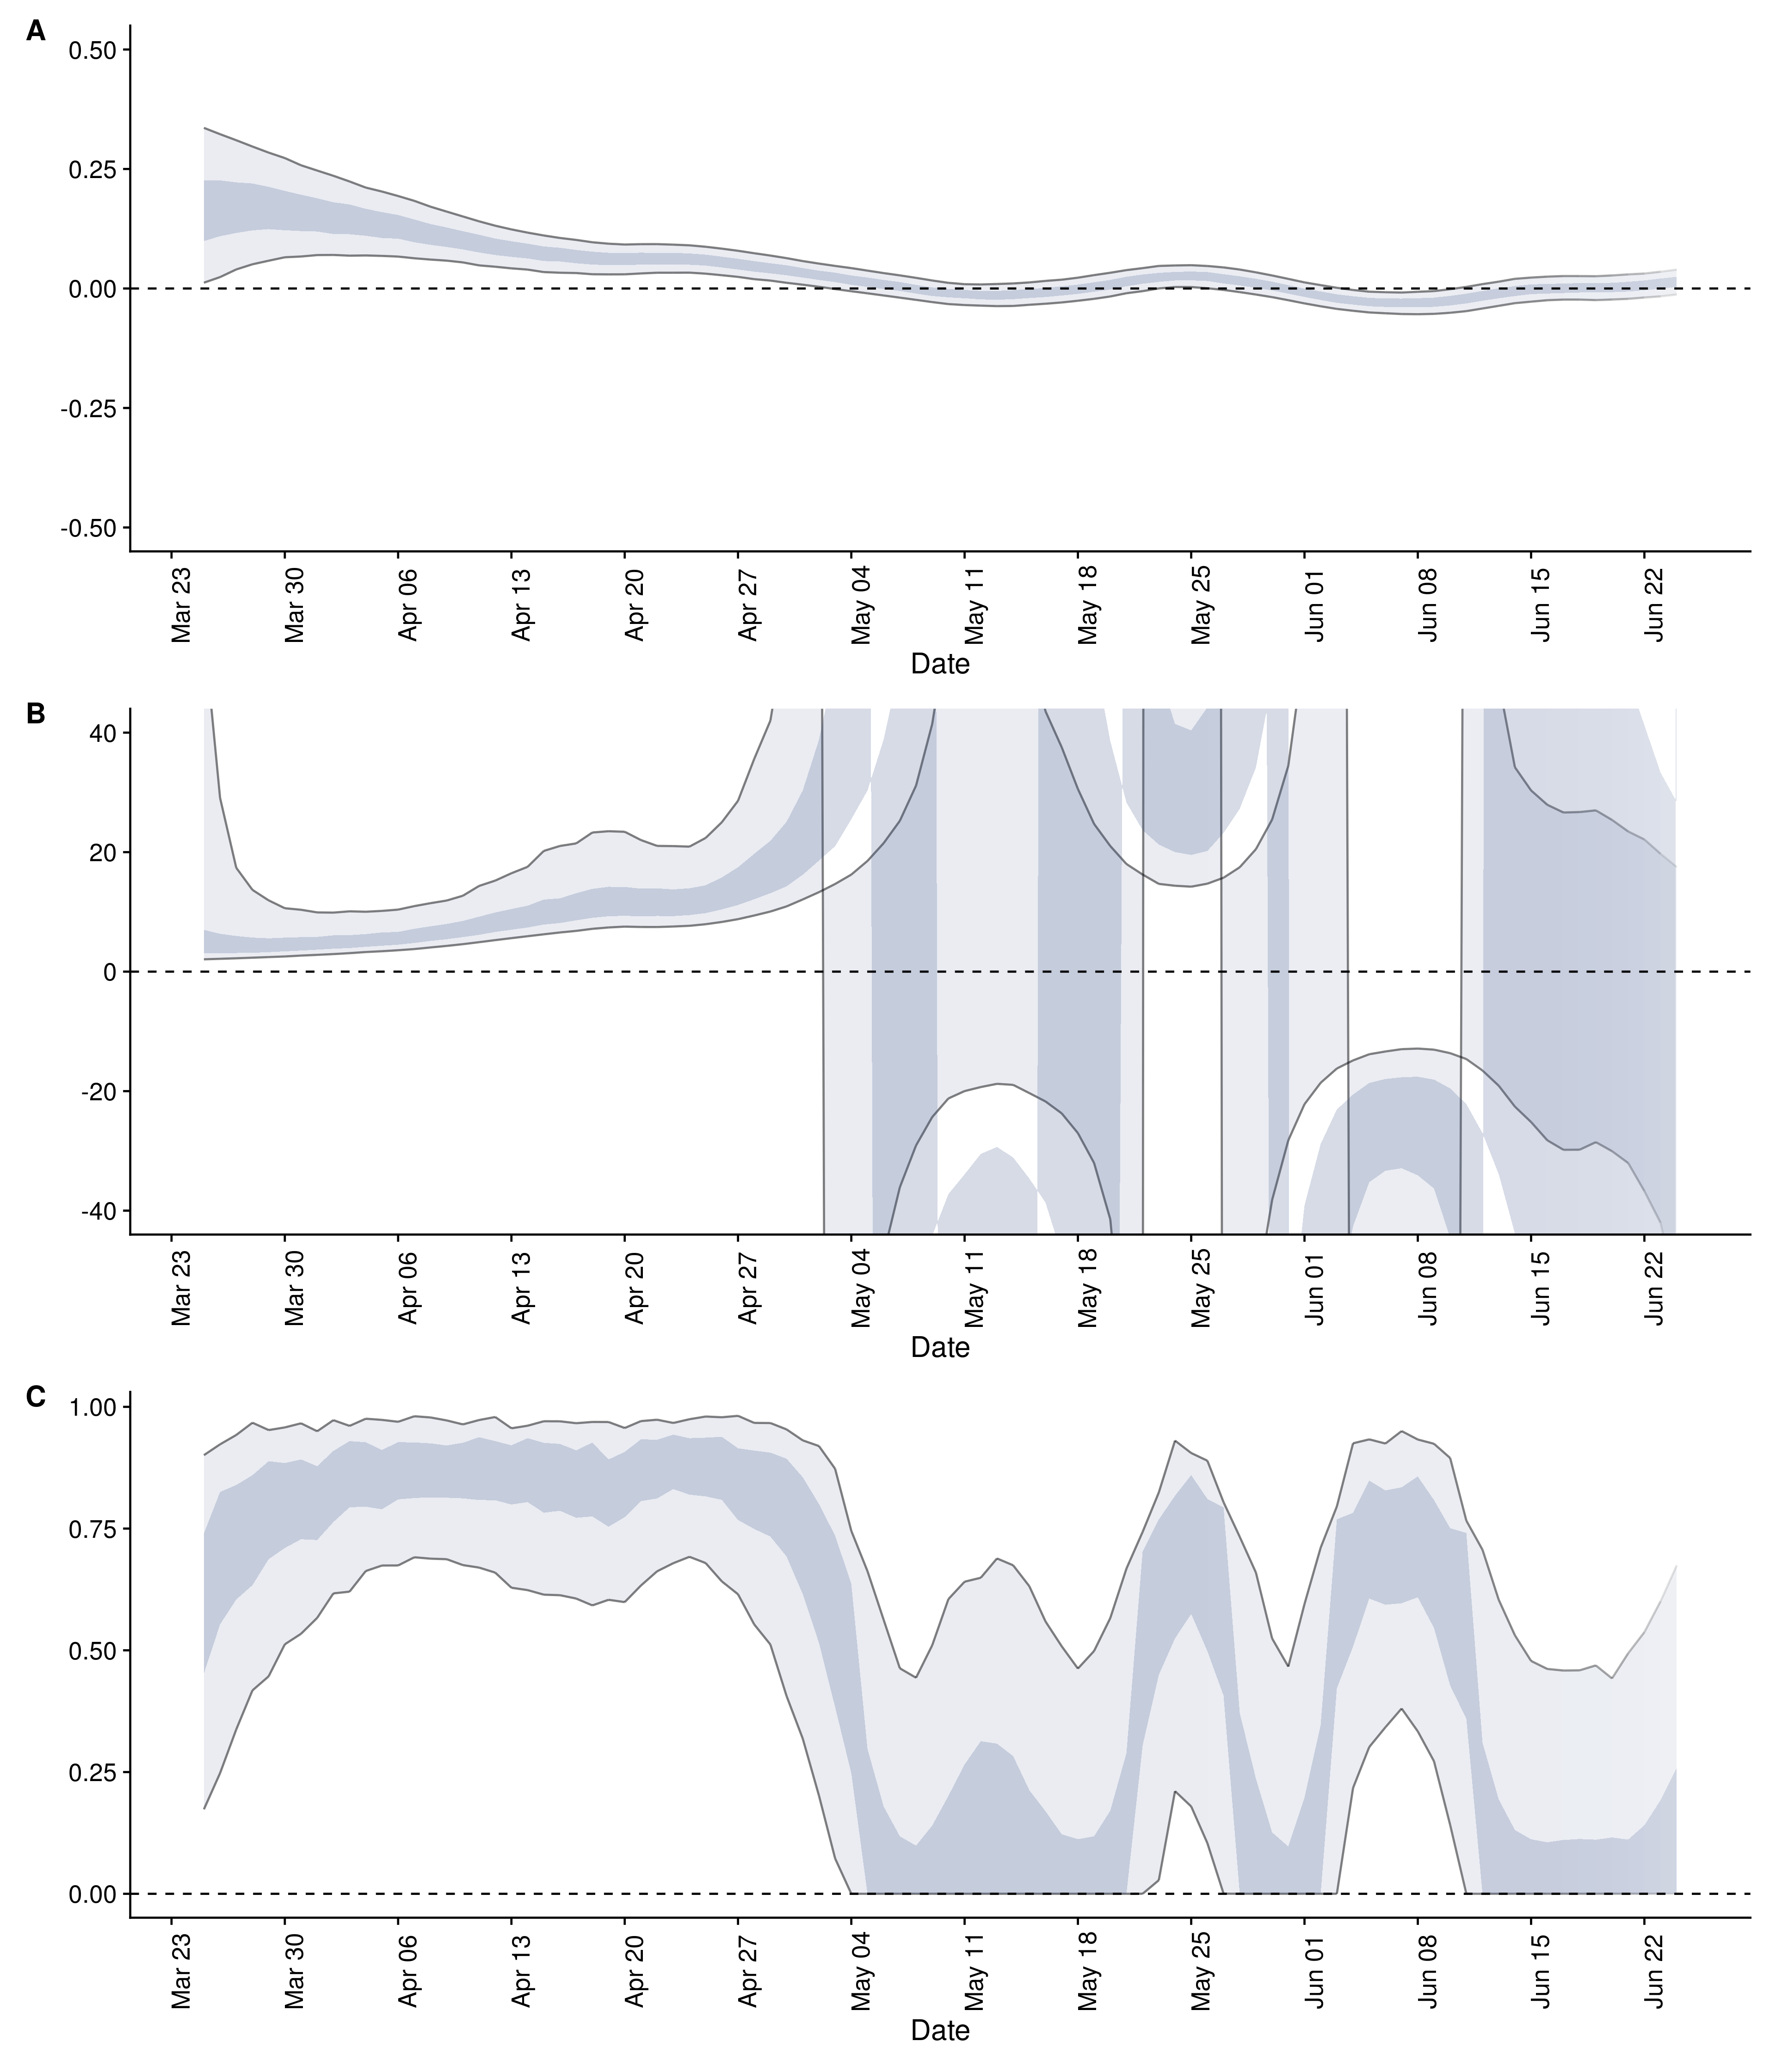 A
0.50
0.25
0.00
-0.25
-0.50
Mar 23
Mar 30
Apr 06
Apr 13
Apr 20
Apr 27
May 04
May 11
May 18
May 25
Jun 01
Jun 08
Jun 15
Jun 22
Date
B
40
20
0
-20
-40
Mar 23
Mar 30
Apr 06
Apr 13
Apr 20
Apr 27
May 04
May 11
May 18
May 25
Jun 01
Jun 08
Jun 15
Jun 22
Date
C
1.00
0.75
0.50
0.25
0.00
Mar 23
Mar 30
Apr 06
Apr 13
Apr 20
Apr 27
May 04
May 11
May 18
May 25
Jun 01
Jun 08
Jun 15
Jun 22
Date